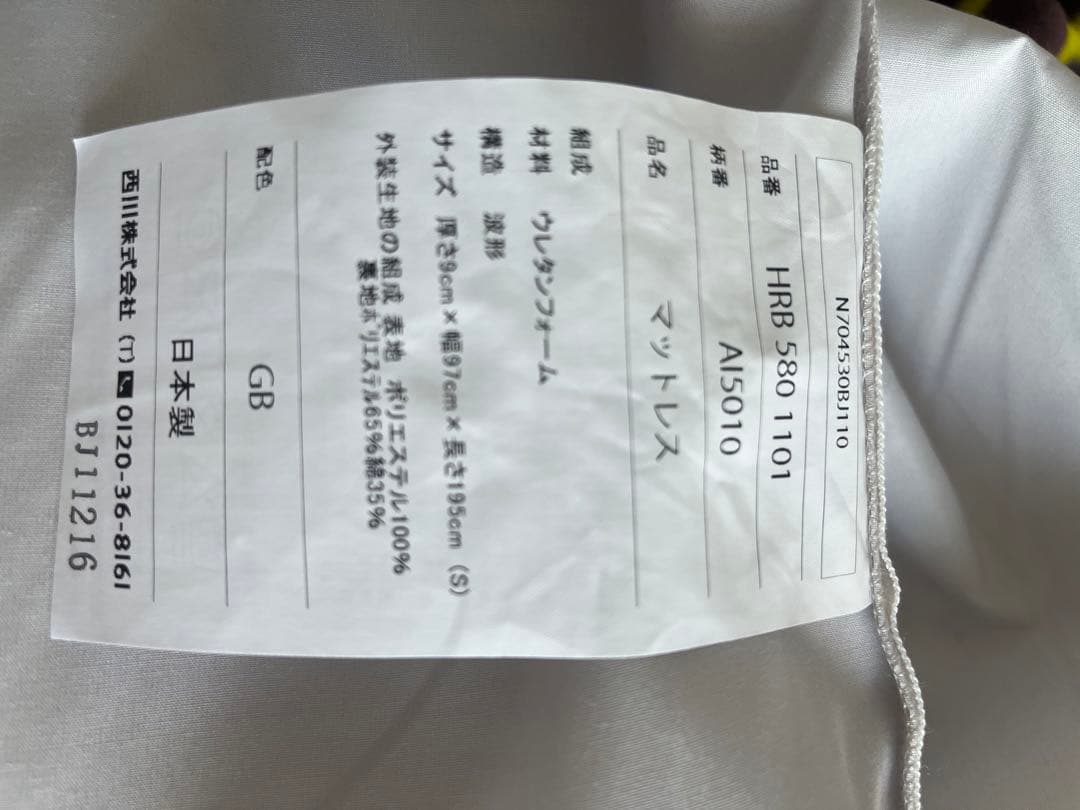 N704530BJ110
品番 HRB 580 1101
柄番 AI5010
品名 マットレス
組成
材料 ウレタンフォーム
構造 波形
サイズ 厚さ9cm×幅97cm×長さ195cm (S)
外装生地の組成 表地 ポリエステル100%
裏地ポリエステル65%綿35%
配色 GB
日本製
西川株式会社 (T) 0120-36-8161
BJ11216